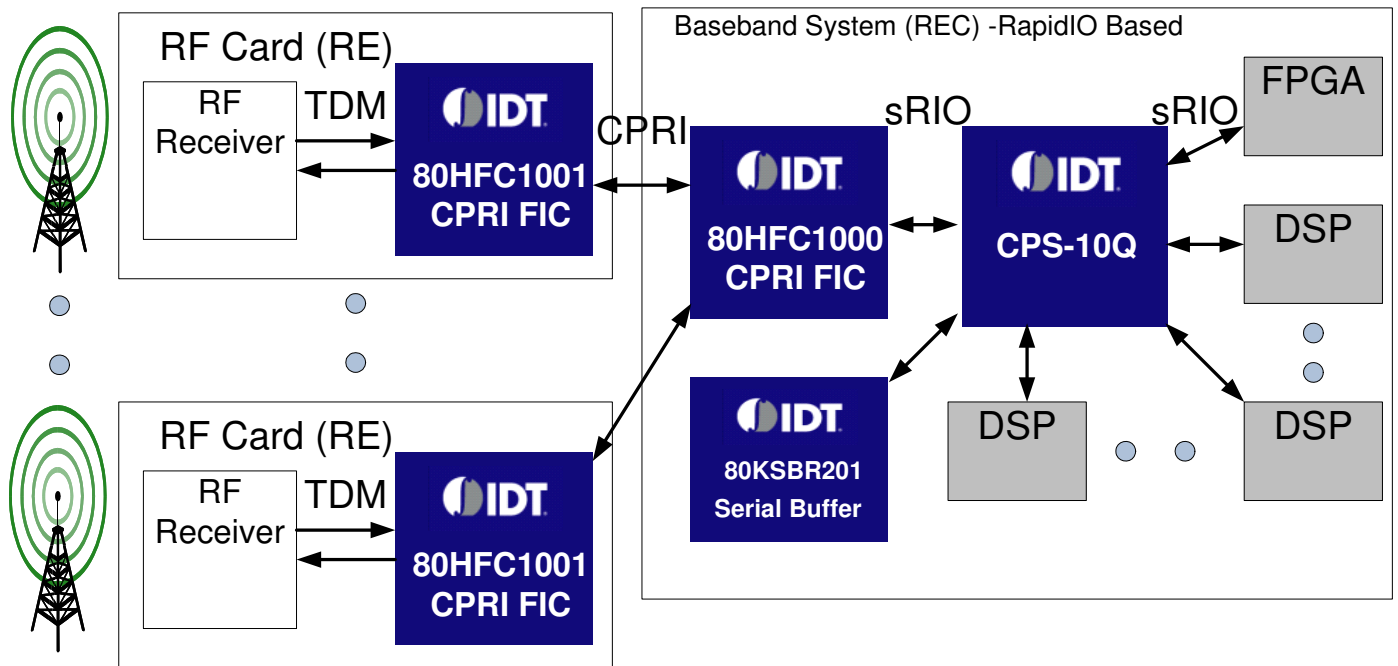 RF Card (RE)
RF
Receiver
TDM
IDT.
80HFC1001
CPRI FIC
CPRI
Baseband System (REC) -RapidIO Based
IDT.
80HFC1000
CPRI FIC
sRIO
IDT.
CPS-10Q
sRIO
FPGA
DSP
IDT.
80KSBR201
Serial Buffer
DSP
DSP
RF Card (RE)
RF
Receiver
TDM
IDT.
80HFC1001
CPRI FIC